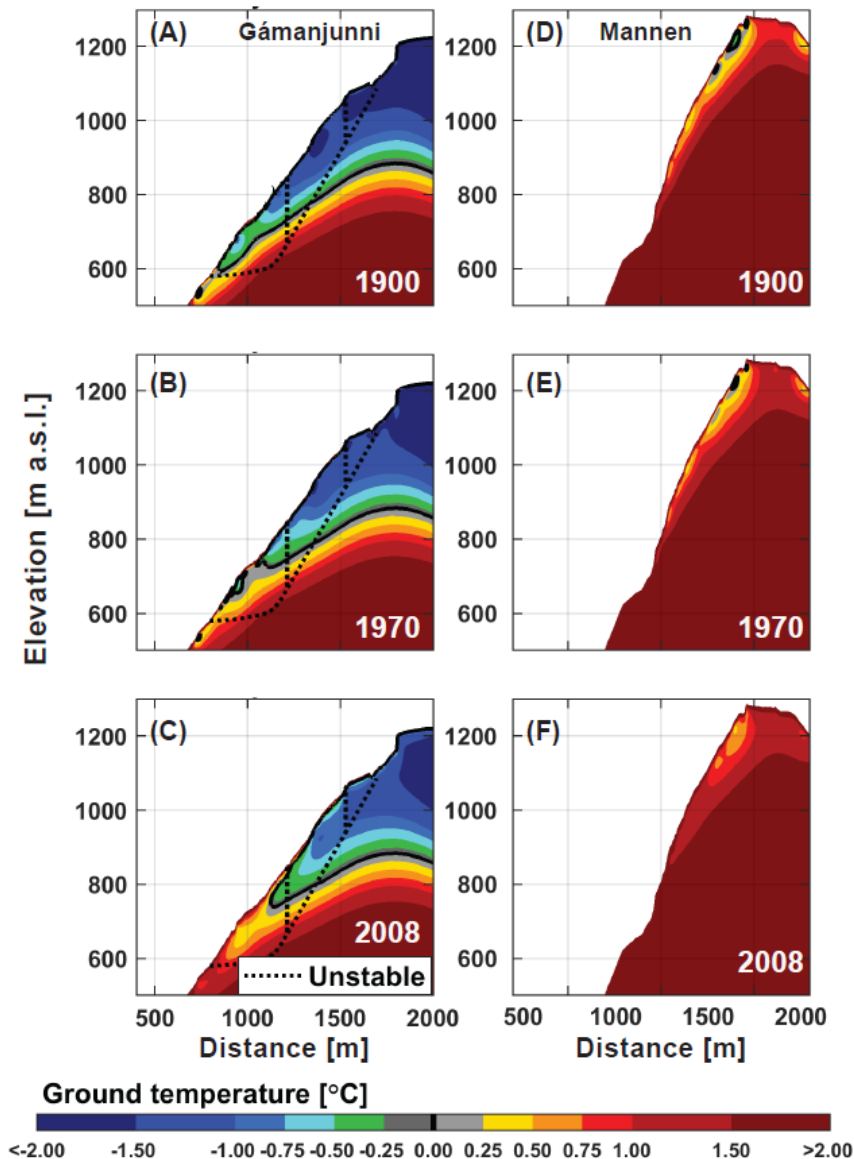 (A) Gámanjunni
1200
1000
800
600
1900
(D) Mannen
1200
1000
800
600
1900
(B)
1200
1000
800
600
1970
(E)
1200
1000
800
600
1970
Elevation [m a.s.l.]
(C)
1200
1000
800
600
2008
Unstable
500 1000 1500 2000
Distance [m]
(F)
1200
1000
800
600
2008
500 1000 1500 2000
Distance [m]
Ground temperature [°C]
<-2.00 -1.50 -1.00 -0.75 -0.50 -0.25 0.00 0.25 0.50 0.75 1.00 1.50 >2.00